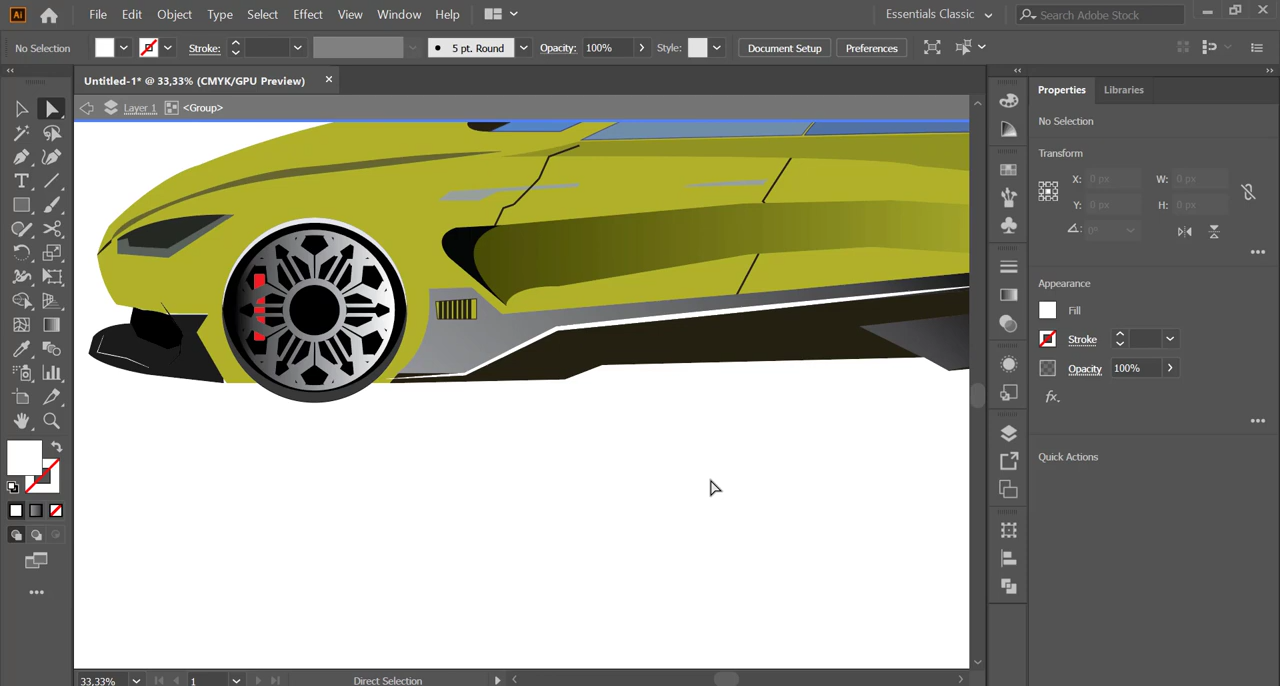 Ai File Edit Object Type Select Effect View Window Help Essentials Classic Search Adobe Stock
No Selection Stroke: 5 pt. Round Opacity: 100% Style: Document Setup Preferences
Untitled-1* @ 33,33% (CMYK/GPU Preview)
Layer 1 <Group>
Properties Libraries
No Selection
Transform
X: 0 px W: 0 px
Y: 0 px H: 0 px
0°
Appearance
Fill
Stroke
Opacity 100%
fx.
Quick Actions
33,33% 1 Direct Selection